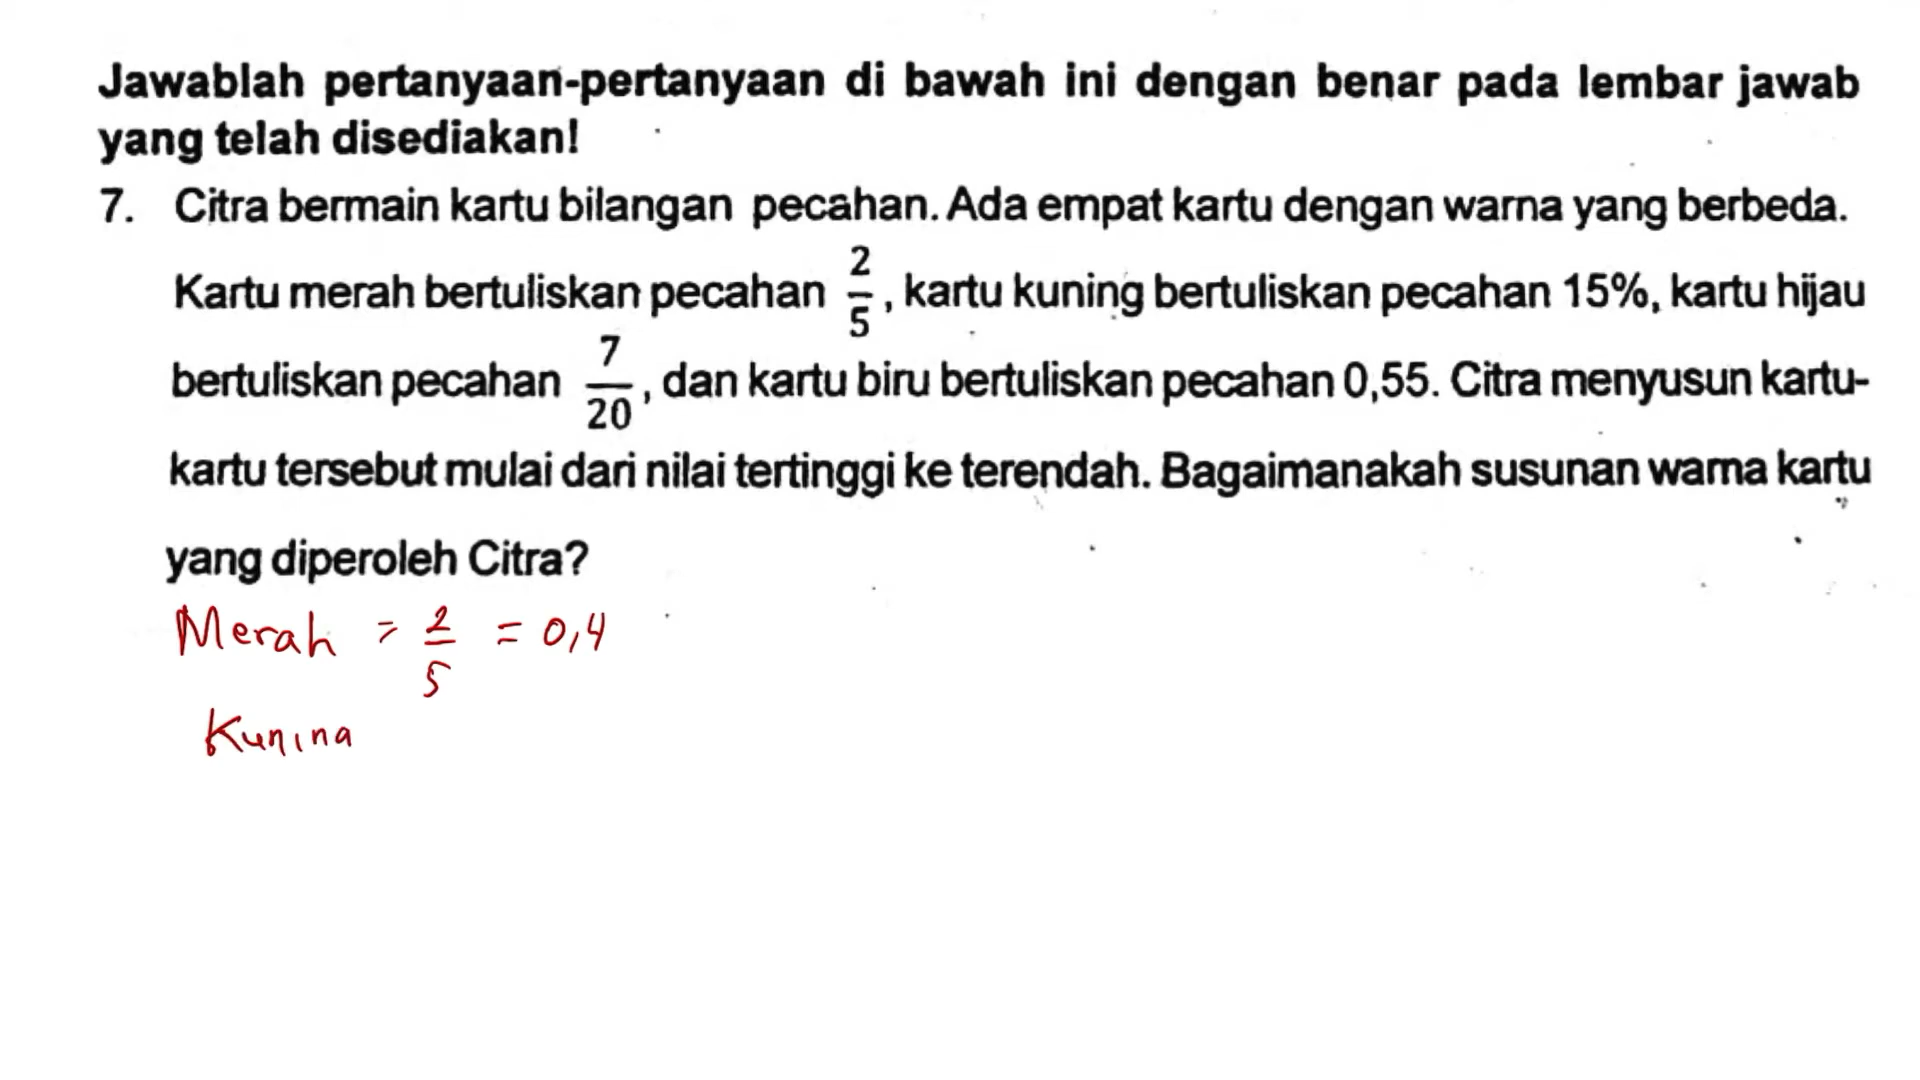 Jawablah pertanyaan-pertanyaan di bawah ini dengan benar pada lembar jawab
yang telah disediakan!
7. Citra bermain kartu bilangan pecahan. Ada empat kartu dengan warna yang berbeda.
Kartu merah bertuliskan pecahan 2/5, kartu kuning bertuliskan pecahan 15%, kartu hijau
bertuliskan pecahan 7/20, dan kartu biru bertuliskan pecahan 0,55. Citra menyusun kartu-
kartu tersebut mulai dari nilai tertinggi ke terendah. Bagaimanakah susunan warna kartu
yang diperoleh Citra?
Merah = 2/5 = 0,4
Kunina